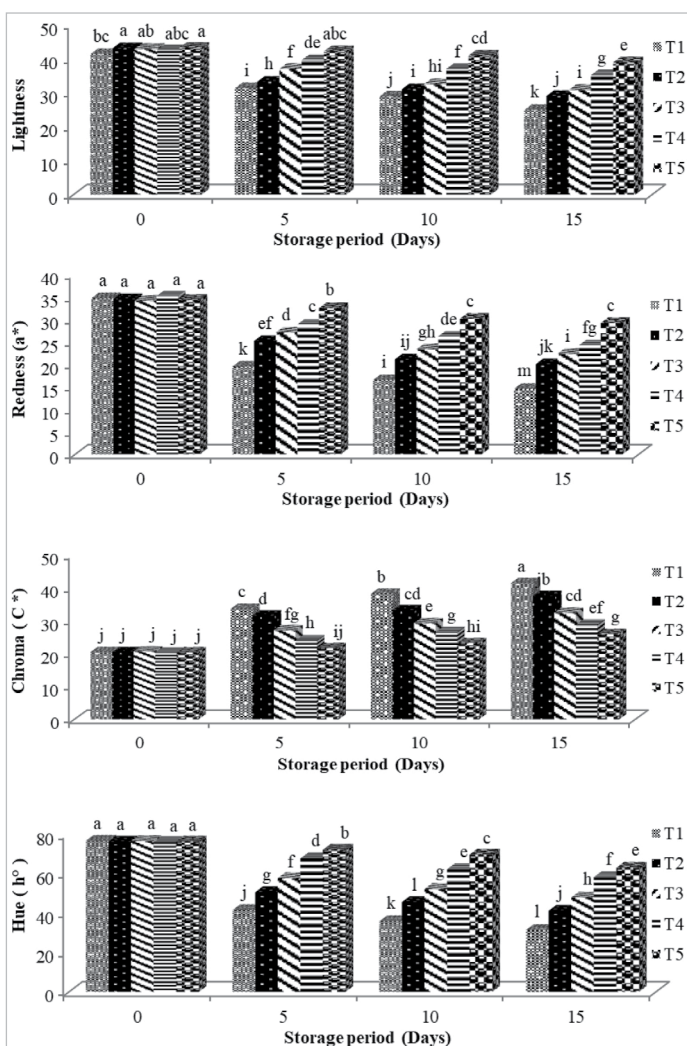 50
40
30
20
10
0
Lightness
bc a ab abc a
i h f de abc
j i hi f cd
k j i g e
0 5 10 15
Storage period (Days)
T1
T2
T3
T4
T5
40
35
30
25
20
15
10
5
0
Redness (a*)
a a a a a
k ef d c b
i ij gh de c
m jk i fg c
0 5 10 15
Storage period (Days)
T1
T2
T3
T4
T5
50
40
30
20
10
0
Chroma ( C *)
j j j j j
c d fg h ij
b cd e g hi
a jb cd ef g
0 5 10 15
Storage period (Days)
T1
T2
T3
T4
T5
80
60
40
20
0
Hue ( h°)
a a a a a
j g f d b
k l g e c
l j h f e
0 5 10 15
Storage period (Days)
T1
T2
T3
T4
T5